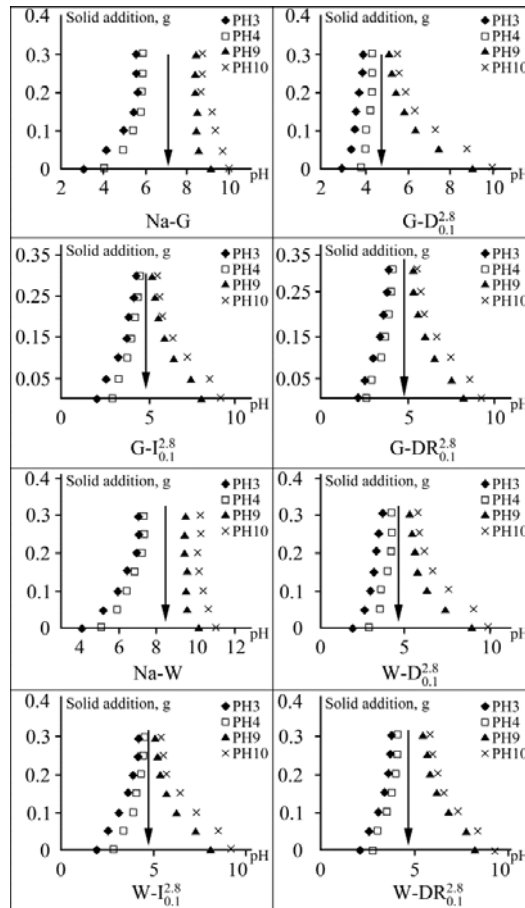 Solid addition, g
◆PH3
□PH4
▲PH9
×PH10
0.4
0.3
0.2
0.1
0
2 4 6 8 10 pH
Na-G
Solid addition, g
◆PH3
□PH4
▲PH9
×PH10
0.4
0.3
0.2
0.1
0
2 4 6 8 10 pH
G-D^{2.8}_{0.1}
Solid addition, g
◆PH3
□PH4
▲PH9
×PH10
0.35
0.25
0.15
0.05
0 5 10 pH
G-I^{2.8}_{0.1}
Solid addition, g
◆PH3
□PH4
▲PH9
×PH10
0.35
0.25
0.15
0.05
0 5 10 pH
G-DR^{2.8}_{0.1}
Solid addition, g
◆PH3
□PH4
▲PH9
×PH10
0.4
0.3
0.2
0.1
0
4 6 8 10 12 pH
Na-W
Solid addition, g
◆PH3
□PH4
▲PH9
×PH10
0.4
0.3
0.2
0.1
0
0 5 10 pH
W-D^{2.8}_{0.1}
Solid addition, g
◆PH3
□PH4
▲PH9
×PH10
0.4
0.3
0.2
0.1
0
0 5 10 pH
W-I^{2.8}_{0.1}
Solid addition, g
◆PH3
□PH4
▲PH9
×PH10
0.4
0.3
0.2
0.1
0
0 5 10 pH
W-DR^{2.8}_{0.1}